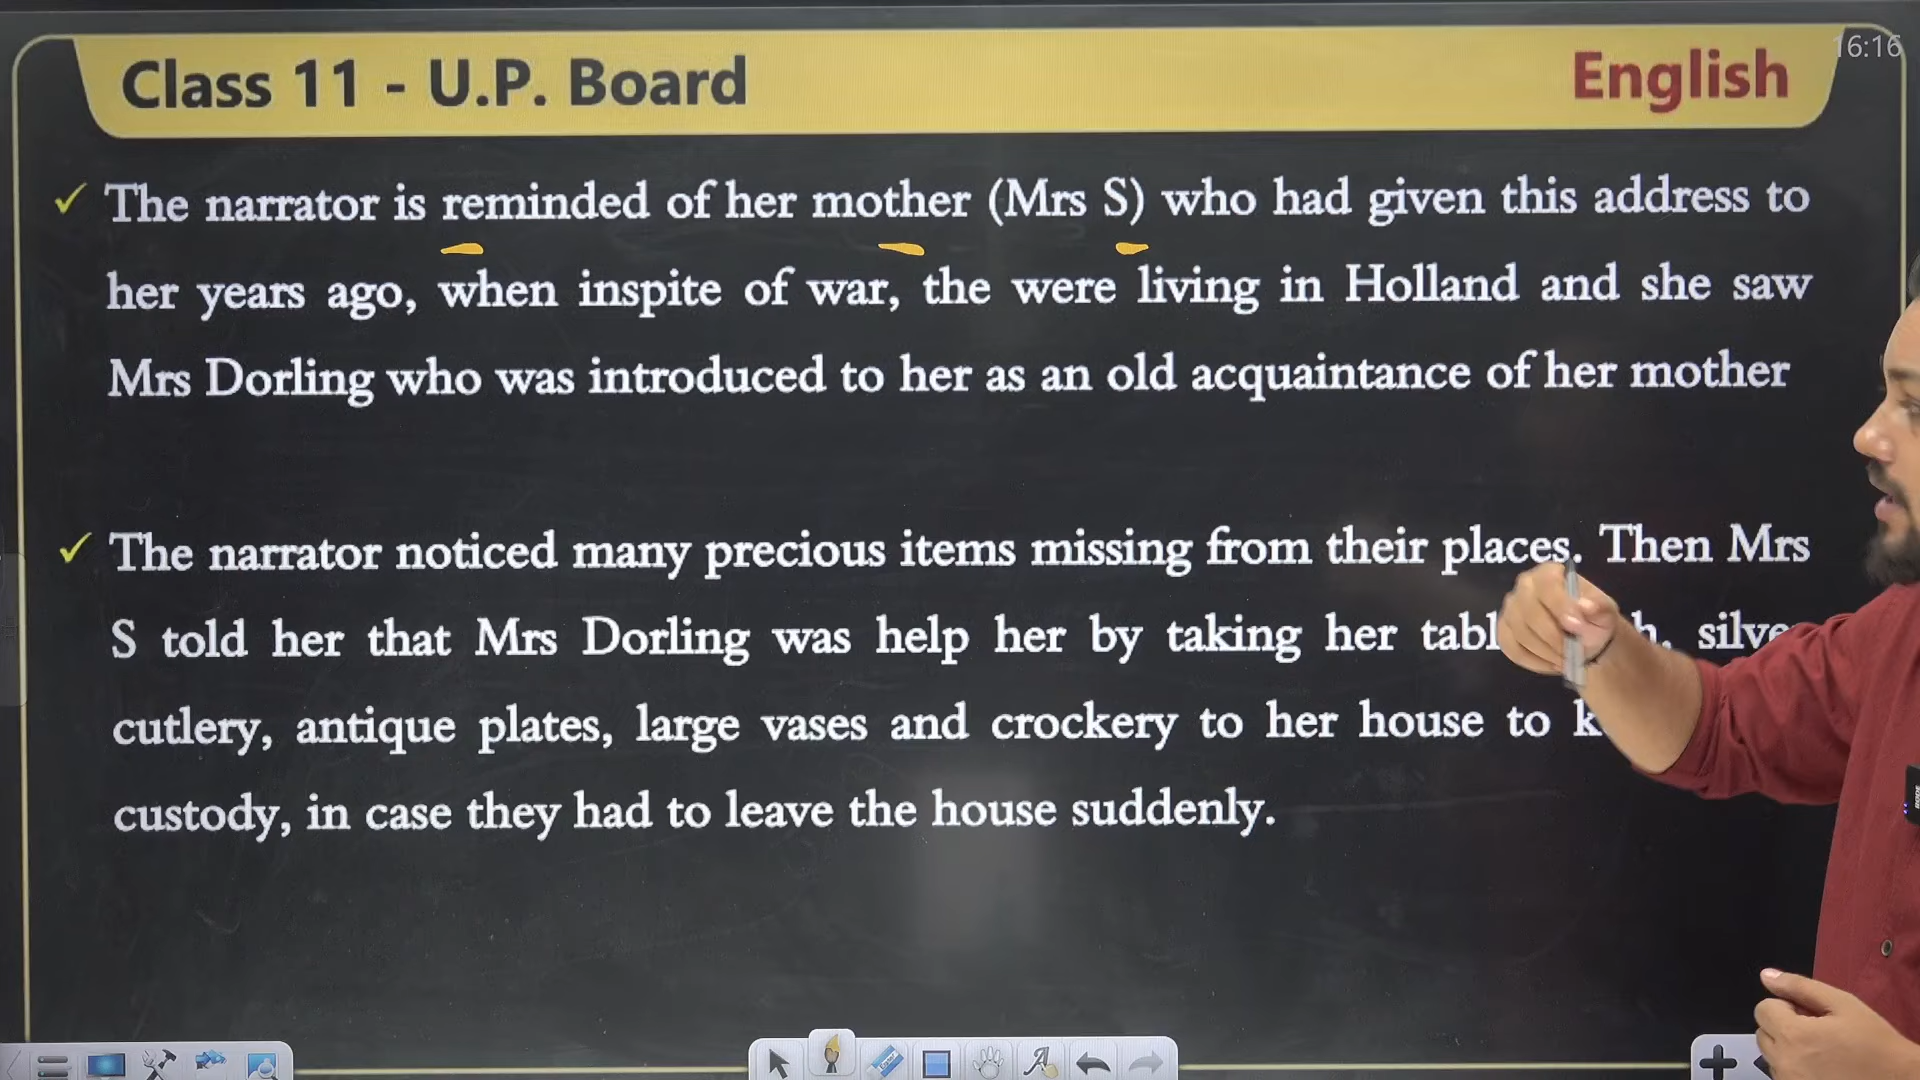 Class 11 - U.P. Board English
16:16
✓ The narrator is reminded of her mother (Mrs S) who had given this address to
her years ago, when inspite of war, the were living in Holland and she saw
Mrs Dorling who was introduced to her as an old acquaintance of her mother
✓ The narrator noticed many precious items missing from their places. Then Mrs
S told her that Mrs Dorling was help her by taking her silver
cutlery, antique plates, large vases and crockery to her house to
custody, in case they had to leave the house suddenly.